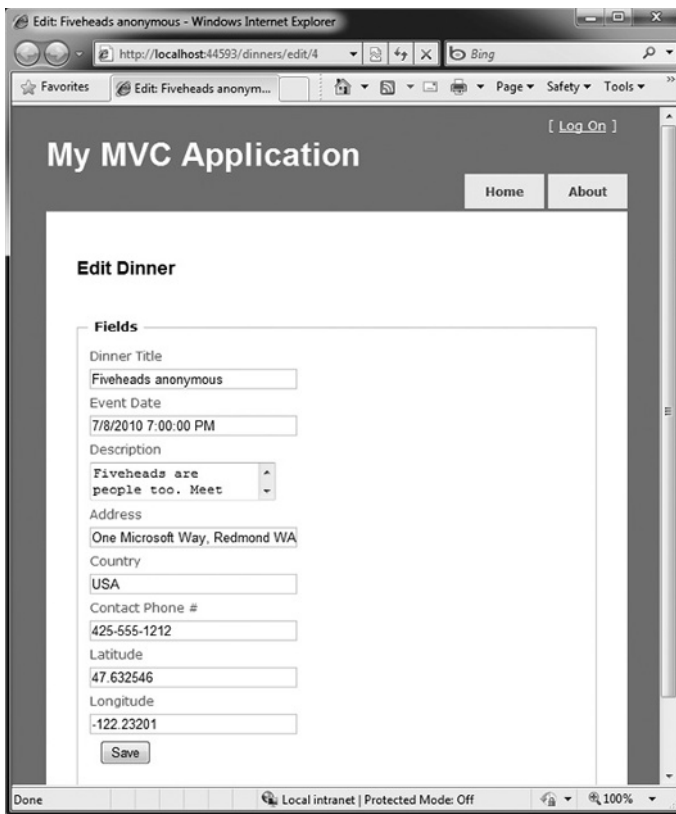 Edit: Fiveheads anonymous - Windows Internet Explorer
http://localhost:44593/dinners/edit/4
Bing
Favorites
Edit: Fiveheads anonym...
Page
Safety
Tools
[ Log On ]
My MVC Application
Home
About
Edit Dinner
Fields
Dinner Title
Fiveheads anonymous
Event Date
7/8/2010 7:00:00 PM
Description
Fiveheads are
people too. Meet
Address
One Microsoft Way, Redmond WA
Country
USA
Contact Phone #
425-555-1212
Latitude
47.632546
Longitude
-122.23201
Save
Done
Local intranet | Protected Mode: Off
100%